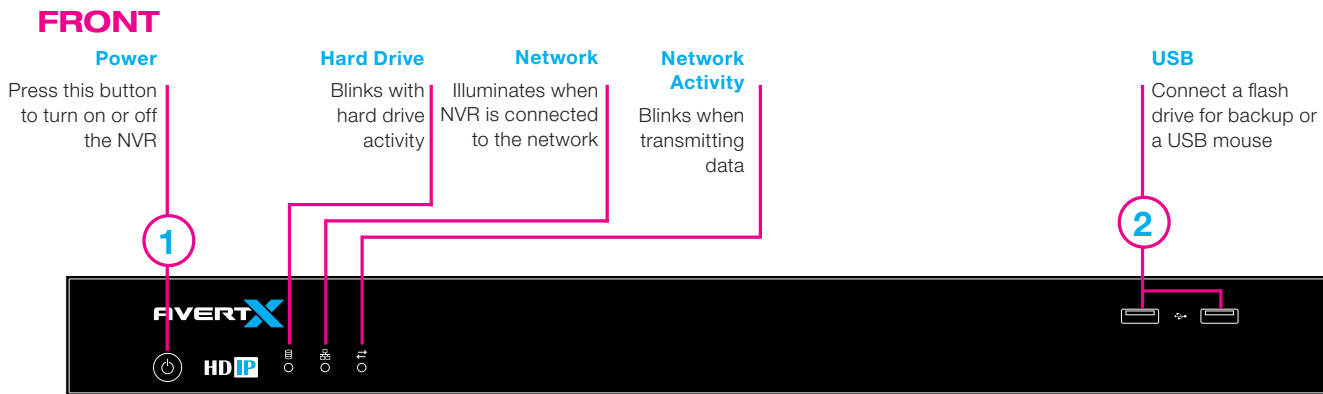 FRONT
Power
Press this button
to turn on or off
the NVR
Hard Drive
Blinks with
hard drive
activity
Network
Illuminates when
NVR is connected
to the network
Network
Activity
Blinks when
transmitting
data
USB
Connect a flash
drive for backup or
a USB mouse
1
2
AVERTX
HD IP